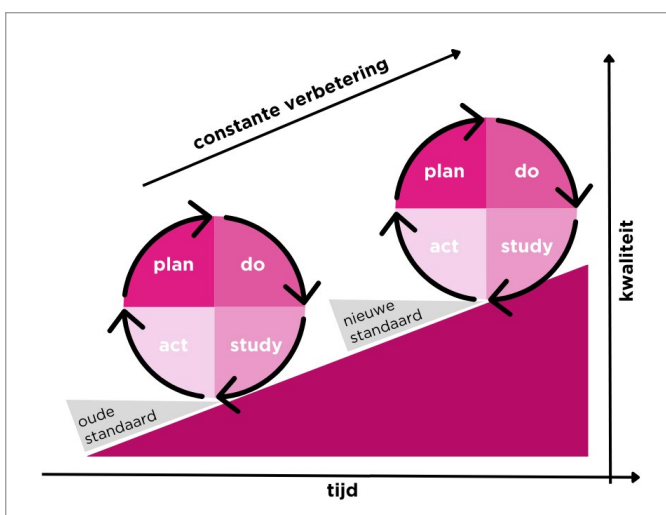 constante verbetering
plan
do
act
study
plan
do
act
study
kwaliteit
nieuwe
standaard
oude
standaard
tijd